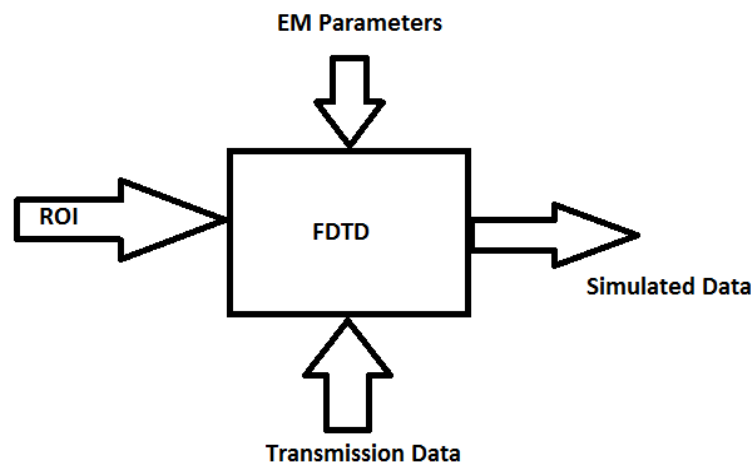 EM Parameters
ROI
FDTD
Simulated Data
Transmission Data